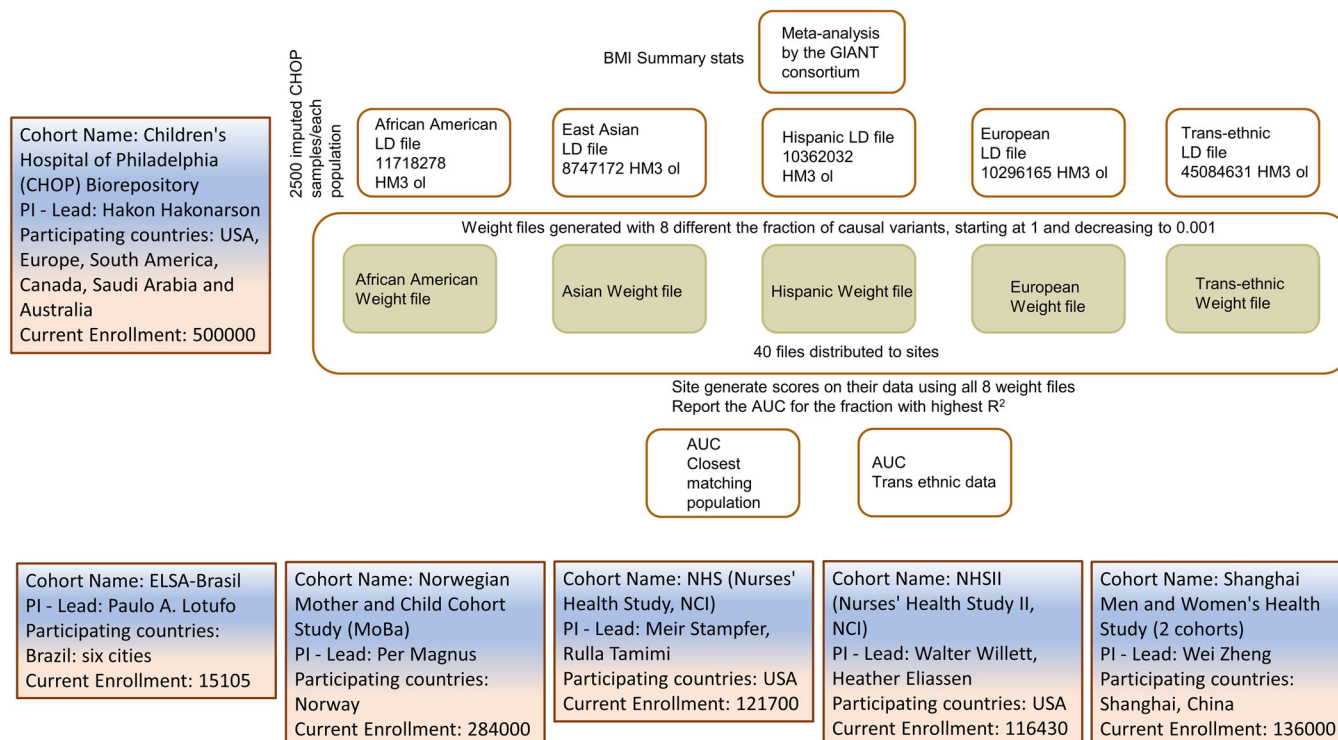 BMI Summary stats
Meta-analysis
by the GIANT
consortium
2500 imputed CHOP
samples/each
population
African American
LD file
11718278
HM3 ol
East Asian
LD file
8747172 HM3 ol
Hispanic LD file
10362032
HM3 ol
European
LD file
10296165 HM3 ol
Trans-ethnic
LD file
45084631 HM3 ol
Cohort Name: Children's
Hospital of Philadelphia
(CHOP) Biorepository
PI - Lead: Hakon Hakonarson
Participating countries: USA,
Europe, South America,
Canada, Saudi Arabia and
Australia
Current Enrollment: 500000
Weight files generated with 8 different the fraction of causal variants, starting at 1 and decreasing to 0.001
African American
Weight file
Asian Weight file
Hispanic Weight file
European
Weight file
Trans-ethnic
Weight file
40 files distributed to sites
Site generate scores on their data using all 8 weight files
Report the AUC for the fraction with highest R²
AUC
Closest
matching
population
AUC
Trans ethnic data
Cohort Name: ELSA-Brasil
PI - Lead: Paulo A. Lotufo
Participating countries:
Brazil: six cities
Current Enrollment: 15105
Cohort Name: Norwegian
Mother and Child Cohort
Study (MoBa)
PI - Lead: Per Magnus
Participating countries:
Norway
Current Enrollment: 284000
Cohort Name: NHS (Nurses'
Health Study, NCI)
PI - Lead: Meir Stampfer,
Rulla Tamimi
Participating countries: USA
Current Enrollment: 121700
Cohort Name: NHSII
(Nurses' Health Study II,
NCI)
PI - Lead: Walter Willett,
Heather Eliassen
Participating countries: USA
Current Enrollment: 116430
Cohort Name: Shanghai
Men and Women's Health
Study (2 cohorts)
PI - Lead: Wei Zheng
Participating countries:
Shanghai, China
Current Enrollment: 136000